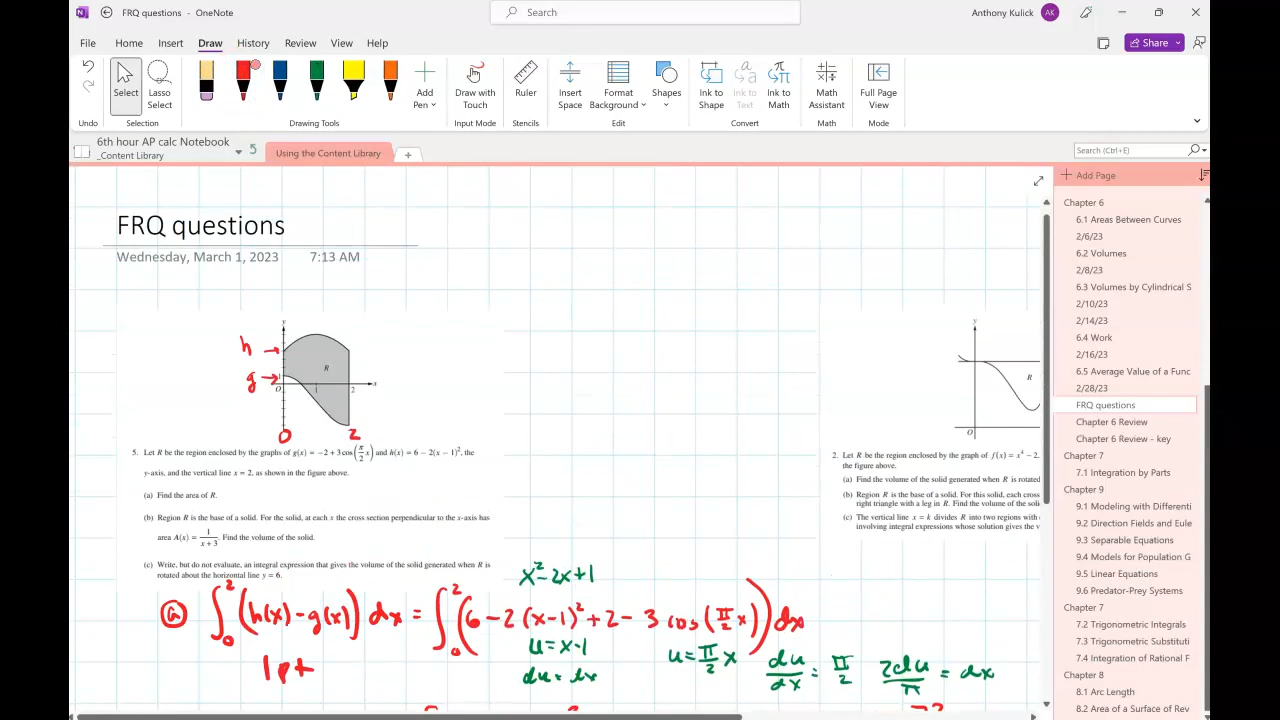 FRQ questions - OneNote
Search
Anthony Kulick AK
File Home Insert Draw History Review View Help
Share
Undo
Select
Lasso Select
Add Pen
Draw with Touch
Ruler
Insert Space
Format Background
Shapes
Ink to Shape
Ink to Text
Ink to Math
Math Assistant
Full Page View
Undo Selection Drawing Tools Input Mode Stencils Edit Convert Math Mode
6th hour AP calc Notebook
_Content Library
5
Using the Content Library
+
Search (Ctrl+E)
Add Page
FRQ questions
Wednesday, March 1, 2023 7:13 AM
y
h
R
g
1
O 1 2 x
0 2
5. Let R be the region enclosed by the graphs of g(x) = −2 + 3 cos(π/2 x) and h(x) = 6 − 2(x − 1)², the
y-axis, and the vertical line x = 2, as shown in the figure above.
(a) Find the area of R.
(b) Region R is the base of a solid. For the solid, at each x the cross section perpendicular to the x-axis has
area A(x) = 1/(x + 3). Find the volume of the solid.
(c) Write, but do not evaluate, an integral expression that gives the volume of the solid generated when R is
rotated about the horizontal line y = 6.
x² − 2x + 1
(a) ∫₀² (h(x) − g(x)) dx = ∫₀² (6 − 2(x − 1)² + 2 − 3 cos(π/2 x)) dx
1 pt
u = x − 1
du = dx
u = π/2 x
du/dx = π/2
2du/π = dx
y
R
O
2. Let R be the region enclosed by the graph of f(x) = x⁴ − 2.
the figure above.
(a) Find the volume of the solid generated when R is rotated
(b) Region R is the base of a solid. For this solid, each cross
right triangle with a leg in R. Find the volume of the soli
(c) The vertical line x = k divides R into two regions with
involving integral expressions whose solution gives the v
Chapter 6
6.1 Areas Between Curves
2/6/23
6.2 Volumes
2/8/23
6.3 Volumes by Cylindrical S
2/10/23
2/14/23
6.4 Work
2/16/23
6.5 Average Value of a Func
2/28/23
FRQ questions
Chapter 6 Review
Chapter 6 Review - key
Chapter 7
7.1 Integration by Parts
Chapter 9
9.1 Modeling with Differenti
9.2 Direction Fields and Eule
9.3 Separable Equations
9.4 Models for Population G
9.5 Linear Equations
9.6 Predator-Prey Systems
Chapter 7
7.2 Trigonometric Integrals
7.3 Trigonometric Substituti
7.4 Integration of Rational F
Chapter 8
8.1 Arc Length
8.2 Area of a Surface of Rev